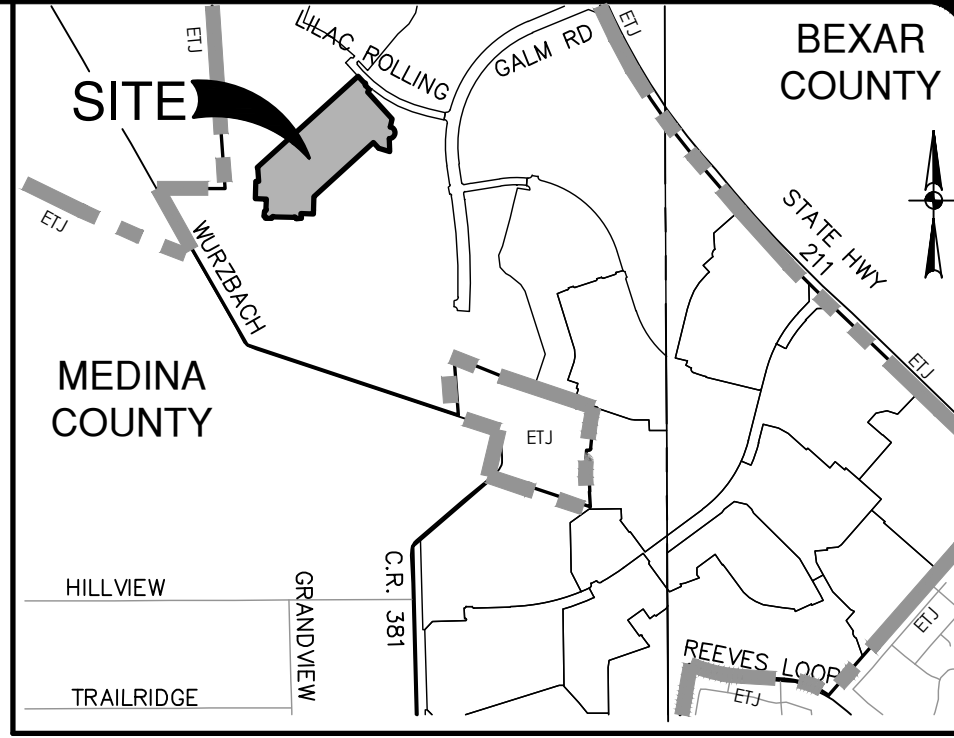 ETJ
LILAC ROLLING
GALM RD
ETJ
BEXAR
COUNTY
SITE
ETJ
WURZBACH
STATE HWY
211
ETJ
MEDINA
COUNTY
ETJ
HILLVIEW
GRANDVIEW
C.R. 381
TRAILRIDGE
REEVES LOOP
ETJ
ETJ